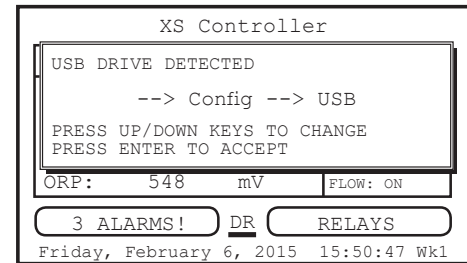 XS Controller
USB DRIVE DETECTED
--> Config --> USB
PRESS UP/DOWN KEYS TO CHANGE
PRESS ENTER TO ACCEPT
ORP: 548 mV FLOW: ON
3 ALARMS! DR RELAYS
Friday, February 6, 2015 15:50:47 Wk1